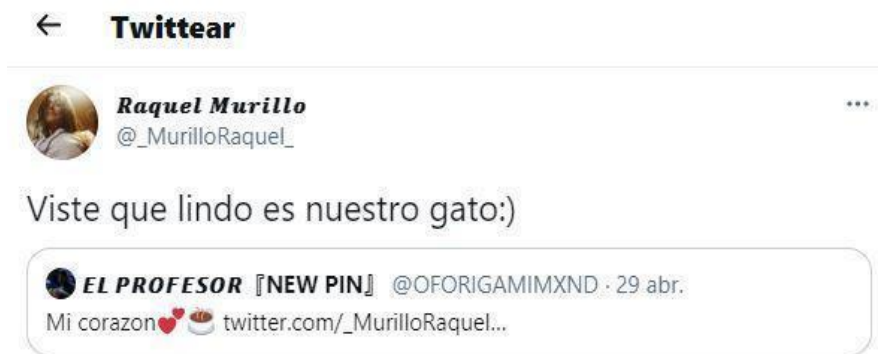 Twittear
Raquel Murillo
@_MurilloRaquel_
Viste que lindo es nuestro gato:)
EL PROFESOR『NEW PIN』 @OFORIGAMIMXND · 29 abr.
Mi corazon💕☕ twitter.com/_MurilloRaquel...